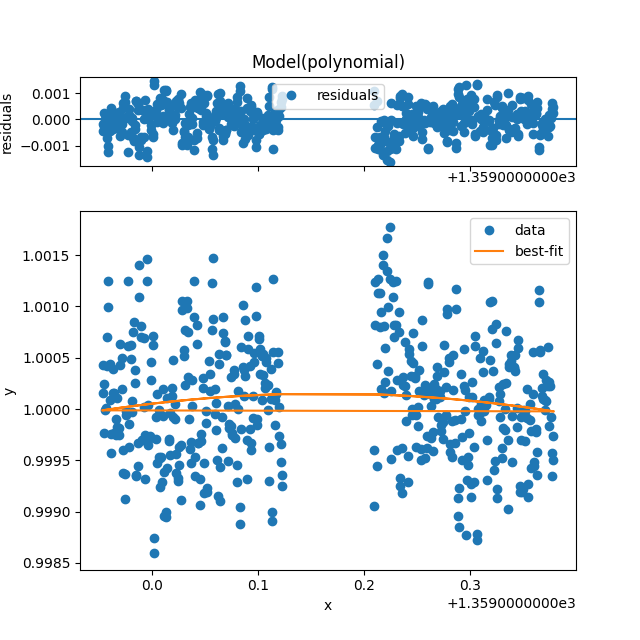 Model(polynomial)
residuals
0.001
0.000
−0.001
residuals
+1.3590000000e3
y
1.0015
1.0010
1.0005
1.0000
0.9995
0.9990
0.9985
data
best-fit
0.0 0.1 0.2 0.3
x
+1.3590000000e3